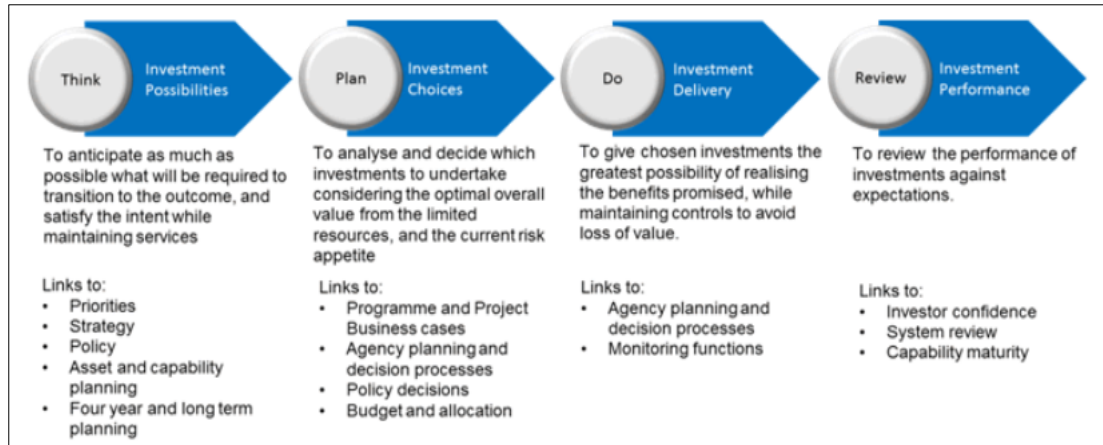 Think
Investment
Possibilities
To anticipate as much as
possible what will be required to
transition to the outcome, and
satisfy the intent while
maintaining services
Links to:
• Priorities
• Strategy
• Policy
• Asset and capability
planning
• Four year and long term
planning
Plan
Investment
Choices
To analyse and decide which
investments to undertake
considering the optimal overall
value from the limited
resources, and the current risk
appetite
Links to:
• Programme and Project
Business cases
• Agency planning and
decision processes
• Policy decisions
• Budget and allocation
Do
Investment
Delivery
To give chosen investments the
greatest possibility of realising
the benefits promised, while
maintaining controls to avoid
loss of value.
Links to:
• Agency planning and
decision processes
• Monitoring functions
Review
Investment
Performance
To review the performance of
investments against
expectations.
Links to:
• Investor confidence
• System review
• Capability maturity